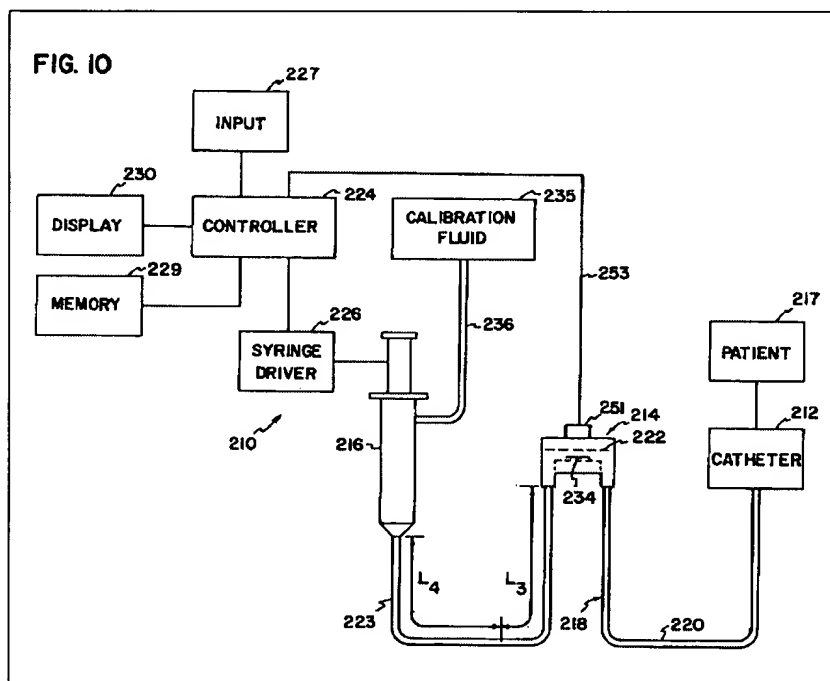 FIG. 10
227
INPUT
230
DISPLAY
224
CONTROLLER
235
CALIBRATION
FLUID
229
MEMORY
253
226
SYRINGE
DRIVER
236
217
PATIENT
210
216
251
214
222
212
CATHETER
234
L4
L3
223
218
220